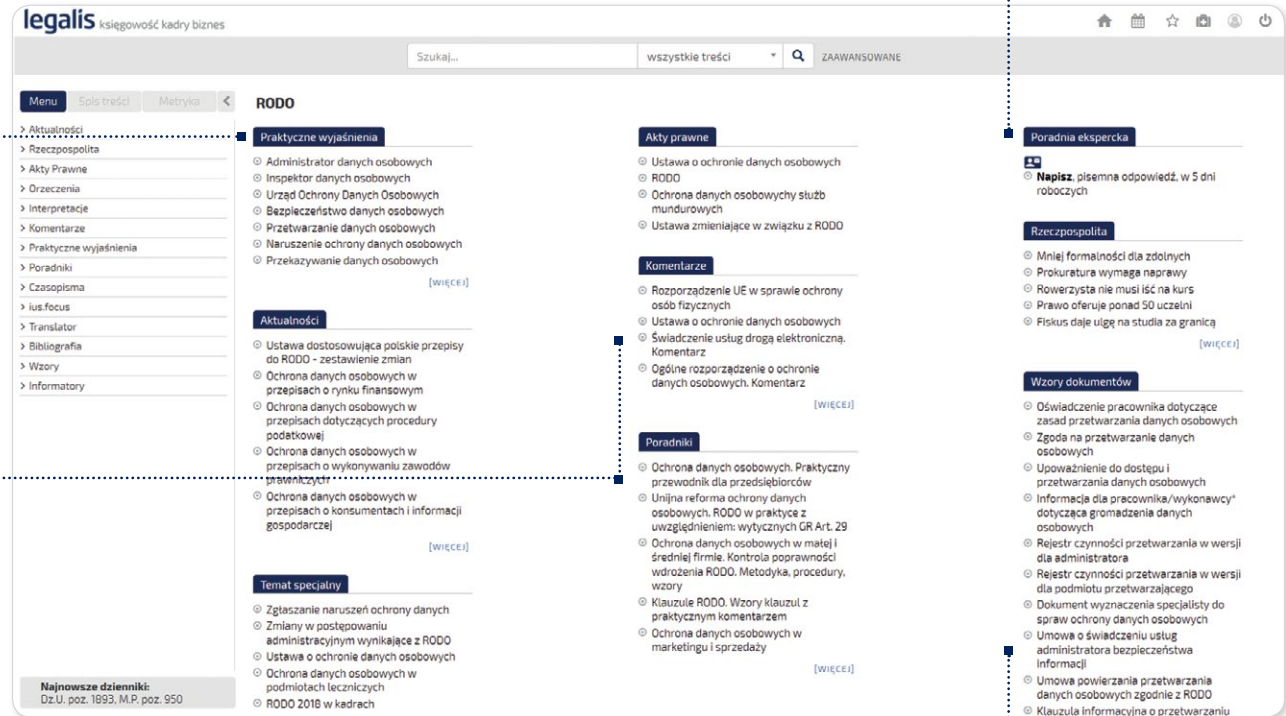 legalis księgowość kadry biznes
Szukaj...
wszystkie treści
ZAAWANSOWANE
Menu
Spis treści
Metryka
> Aktualności
> Rzeczpospolita
> Akty Prawne
> Orzeczenia
> Interpretacje
> Komentarze
> Praktyczne wyjaśnienia
> Poradniki
> Czasopisma
> ius.focus
> Translator
> Bibliografia
> Wzory
> Informatory
Najnowsze dzienniki:
Dz.U. poz. 1893, M.P. poz. 950
RODO
Praktyczne wyjaśnienia
Administrator danych osobowych
Inspektor danych osobowych
Urząd Ochrony Danych Osobowych
Bezpieczeństwo danych osobowych
Przetwarzanie danych osobowych
Naruszenie ochrony danych osobowych
Przekazywanie danych osobowych
[WIĘCEJ]
Aktualności
Ustawa dostosowująca polskie przepisy
do RODO - zestawienie zmian
Ochrona danych osobowych w
przepisach o rynku finansowym
Ochrona danych osobowych w
przepisach dotyczących procedury
podatkowej
Ochrona danych osobowych w
przepisach o wykonywaniu zawodów
prawniczych
Ochrona danych osobowych w
przepisach o konsumentach i informacji
gospodarczej
[WIĘCEJ]
Temat specjalny
Zgłaszanie naruszeń ochrony danych
Zmiany w postępowaniu
administracyjnym wynikające z RODO
Ustawa o ochronie danych osobowych
Ochrona danych osobowych w
podmiotach leczniczych
RODO 2018 w kadrach
Akty prawne
Ustawa o ochronie danych osobowych
RODO
Ochrona danych osobowychy służb
mundurowych
Ustawa zmieniające w związku z RODO
Komentarze
Rozporządzenie UE w sprawie ochrony
osób fizycznych
Ustawa o ochronie danych osobowych
Świadczenie usług drogą elektroniczną.
Komentarz
Ogólne rozporządzenie o ochronie
danych osobowych. Komentarz
[WIĘCEJ]
Poradniki
Ochrona danych osobowych. Praktyczny
przewodnik dla przedsiębiorców
Unijna reforma ochrony danych
osobowych. RODO w praktyce z
uwzględnieniem: wytycznych GR Art. 29
Ochrona danych osobowych w małej i
średniej firmie. Kontrola poprawności
wdrożenia RODO. Metodyka, procedury,
wzory
Klauzule RODO. Wzory klauzul z
praktycznym komentarzem
Ochrona danych osobowych w
marketingu i sprzedaży
[WIĘCEJ]
Poradnia ekspercka
Napisz, pisemna odpowiedź, w 5 dni
roboczych
Rzeczpospolita
Mniej formalności dla zdolnych
Prokuratura wymaga naprawy
Rowerzysta nie musi iść na kurs
Prawo oferuje ponad 50 uczelni
Fiskus daje ulgę na studia za granicą
[WIĘCEJ]
Wzory dokumentów
Oświadczenie pracownika dotyczące
zasad przetwarzania danych osobowych
Zgoda na przetwarzanie danych
osobowych
Upoważnienie do dostępu i
przetwarzania danych osobowych
Informacja dla pracownika/wykonawcy*
dotycząca gromadzenia danych
osobowych
Rejestr czynności przetwarzania w wersji
dla administratora
Rejestr czynności przetwarzania w wersji
dla podmiotu przetwarzającego
Dokument wyznaczenia specjalisty do
spraw ochrony danych osobowych
Umowa o świadczeniu usług
administratora bezpieczeństwa
informacji
Umowa powierzania przetwarzania
danych osobowych zgodnie z RODO
Klauzula informacyjna o przetwarzaniu